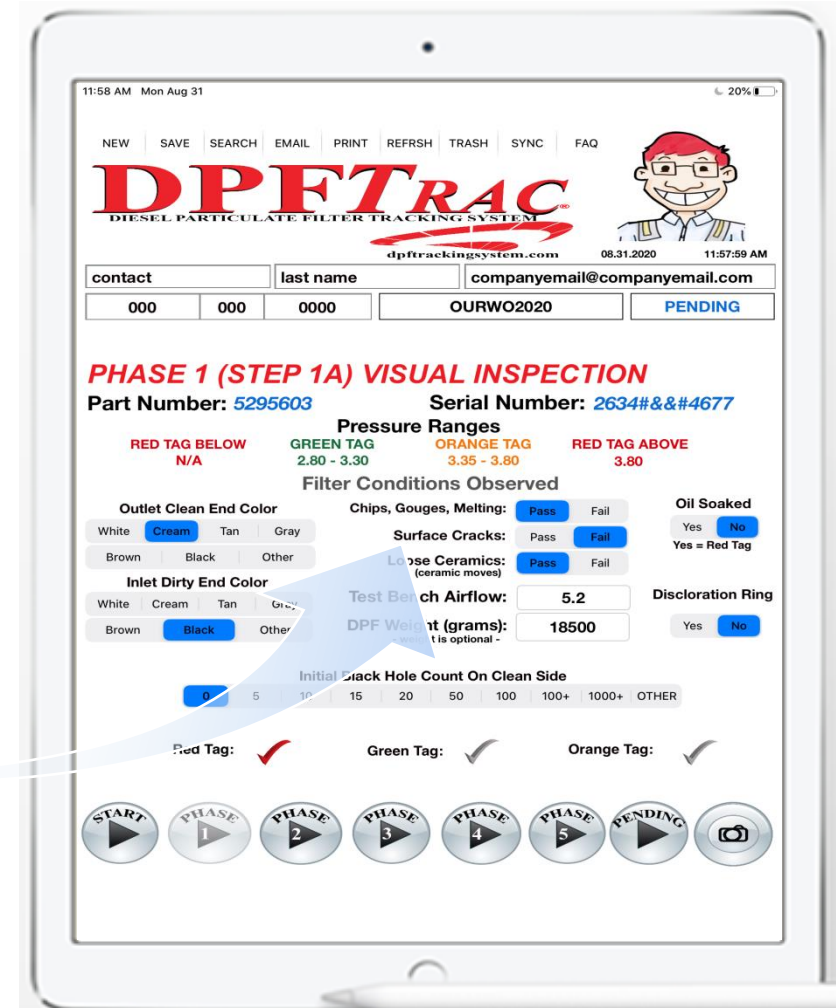 11:58 AM Mon Aug 31 20%
NEW SAVE SEARCH EMAIL PRINT REFRSH TRASH SYNC FAQ
DPFTRAC®
DIESEL PARTICULATE FILTER TRACKING SYSTEM
dpftrackingsystem.com 08.31.2020 11:57:59 AM
contact last name companyemail@companyemail.com
000 000 0000 OURWO2020 PENDING
PHASE 1 (STEP 1A) VISUAL INSPECTION
Part Number: 5295603 Serial Number: 2634#&&#4677
Pressure Ranges
RED TAG BELOW GREEN TAG ORANGE TAG RED TAG ABOVE
N/A 2.80 - 3.30 3.35 - 3.80 3.80
Filter Conditions Observed
Outlet Clean End Color Chips, Gouges, Melting: Pass Fail Oil Soaked
White Cream Tan Gray Surface Cracks: Pass Fail Yes No
Yes = Red Tag
Brown Black Other Loose Ceramics: Pass Fail
(ceramic moves)
Inlet Dirty End Color
White Cream Tan Gray Test Bench Airflow: 5.2 Discloration Ring
Brown Black Other DPF Weight (grams): 18500 Yes No
- weight is optional -
Initial Black Hole Count On Clean Side
0 5 10 15 20 50 100 100+ 1000+ OTHER
Red Tag: Green Tag: Orange Tag:
START PHASE 1 PHASE 2 PHASE 3 PHASE 4 PHASE 5 PENDING